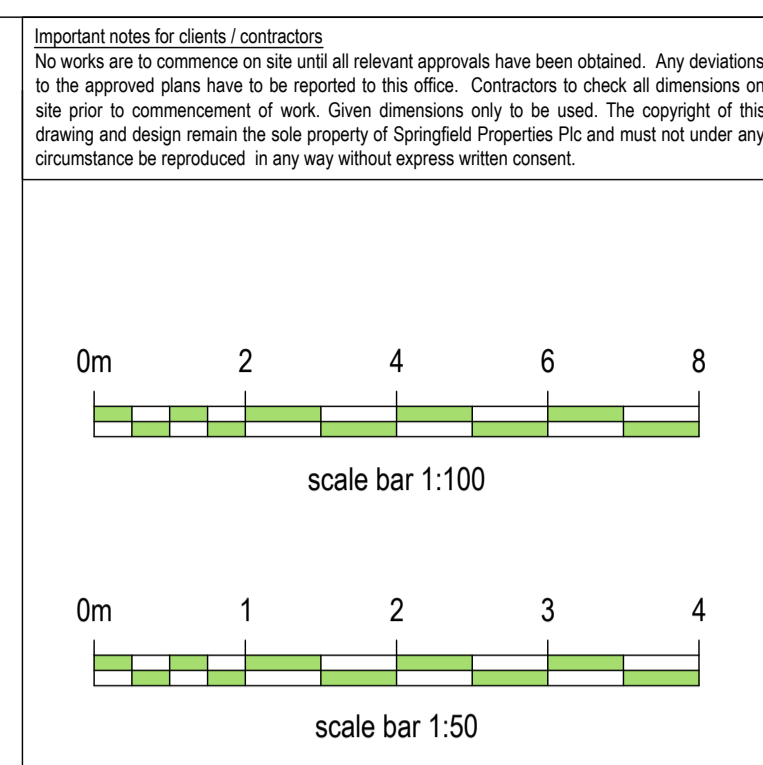 Important notes for clients / contractors
No works are to commence on site until all relevant approvals have been obtained. Any deviations
to the approved plans have to be reported to this office. Contractors to check all dimensions on
site prior to commencement of work. Given dimensions only to be used. The copyright of this
drawing and design remain the sole property of Springfield Properties Plc and must not under any
circumstance be reproduced in any way without express written consent.
0m 2 4 6 8
scale bar 1:100
0m 1 2 3 4
scale bar 1:50